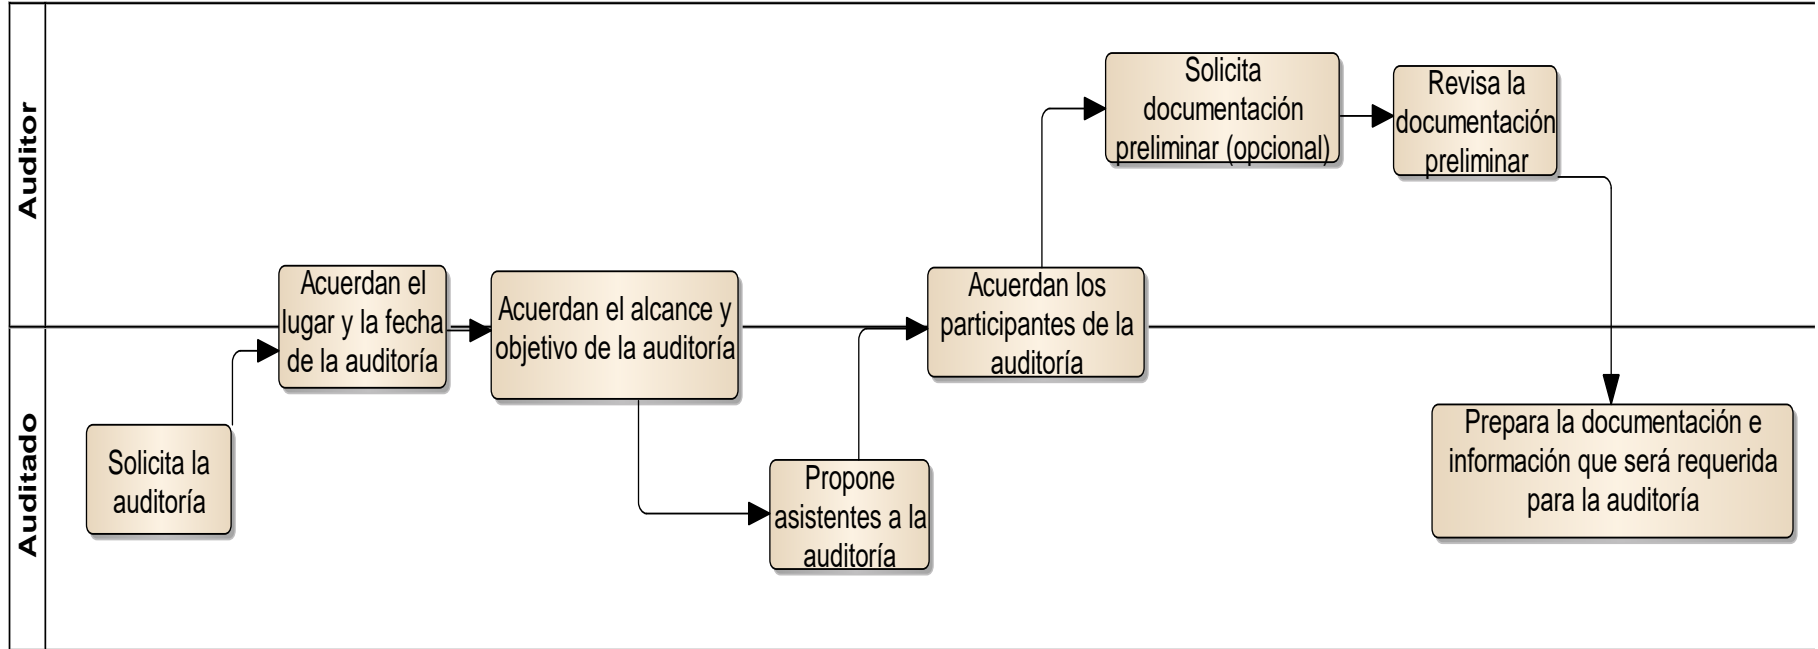 Auditor
Solicita
documentación
preliminar (opcional)
Revisa la
documentación
preliminar
Acuerdan el
lugar y la fecha
de la auditoría
Acuerdan el alcance y
objetivo de la auditoría
Acuerdan los
participantes de la
auditoría
Auditado
Solicita la
auditoría
Propone
asistentes a la
auditoría
Prepara la documentación e
información que será requerida
para la auditoría